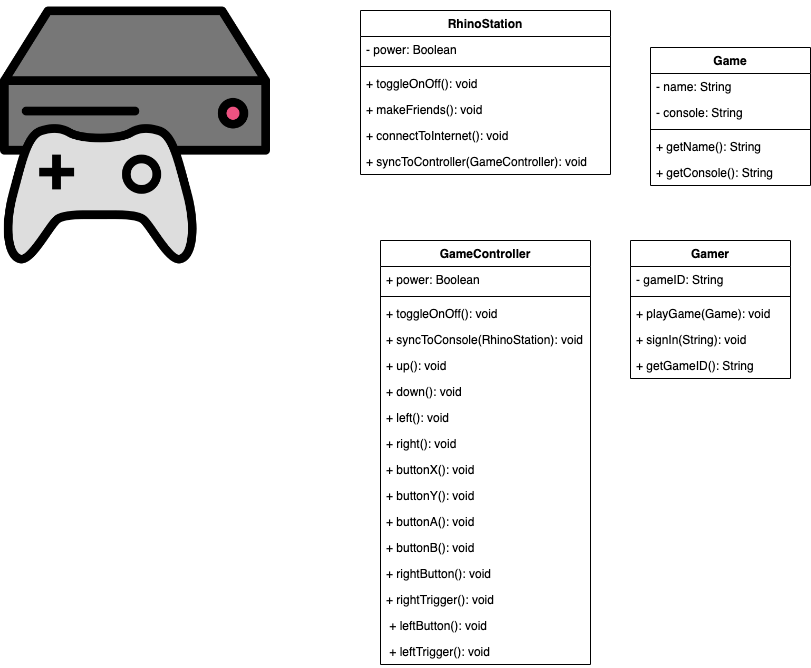 RhinoStation
- power: Boolean
+ toggleOnOff(): void
+ makeFriends(): void
+ connectToInternet(): void
+ syncToController(GameController): void
Game
- name: String
- console: String
+ getName(): String
+ getConsole(): String
GameController
+ power: Boolean
+ toggleOnOff(): void
+ syncToConsole(RhinoStation): void
+ up(): void
+ down(): void
+ left(): void
+ right(): void
+ buttonX(): void
+ buttonY(): void
+ buttonA(): void
+ buttonB(): void
+ rightButton(): void
+ rightTrigger(): void
+ leftButton(): void
+ leftTrigger(): void
Gamer
- gameID: String
+ playGame(Game): void
+ signIn(String): void
+ getGameID(): String